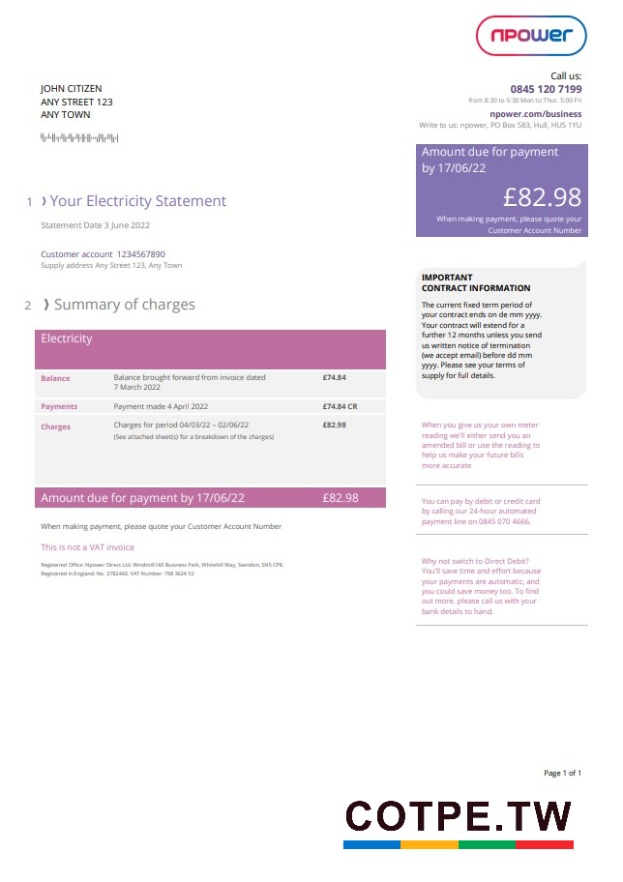 npower
JOHN CITIZEN
ANY STREET 123
ANY TOWN
Call us:
0845 120 7199
from 8:30 to 5:30 Mon to Thur. 5:00 Fri
npower.com/business
Write to us: npower, PO Box 583, Hull, HU5 1YU
Amount due for payment
by 17/06/22
£82.98
When making payment, please quote your
Customer Account Number
1 ❩ Your Electricity Statement
Statement Date 3 June 2022
Customer account 1234567890
Supply address Any Street 123, Any Town
IMPORTANT
CONTRACT INFORMATION
The current fixed term period of
your contract ends on de mm yyyy.
Your contract will extend for a
further 12 months unless you send
us written notice of termination
(we accept email) before dd mm
yyyy. Please see your terms of
supply for full details.
2 ❩ Summary of charges
Electricity
Balance Balance brought forward from invoice dated £74.84
7 March 2022
Payments Payment made 4 April 2022 £74.84 CR
Charges Charges for period 04/03/22 – 02/06/22 £82.98
(See attached sheet(s) for a breakdown of the charges)
Amount due for payment by 17/06/22 £82.98
When making payment, please quote your Customer Account Number
This is not a VAT invoice
Registered Office: Npower Direct Ltd. Windmill Hill Business Park, Whitehill Way, Swindon, SN5 CPB.
Registered in England No. 3782443. VAT Number: 768 3624 52
When you give us your own meter
reading we'll either send you an
amended bill or use the reading to
help us make your future bills
more accurate
You can pay by debit or credit card
by calling our 24-hour automated
payment line on 0845 070 4666.
Why not switch to Direct Debit?
You'll save time and effort because
your payments are automatic, and
you could save money too. To find
out more, please call us with your
bank details to hand.
Page 1 of 1
COTPE.TW